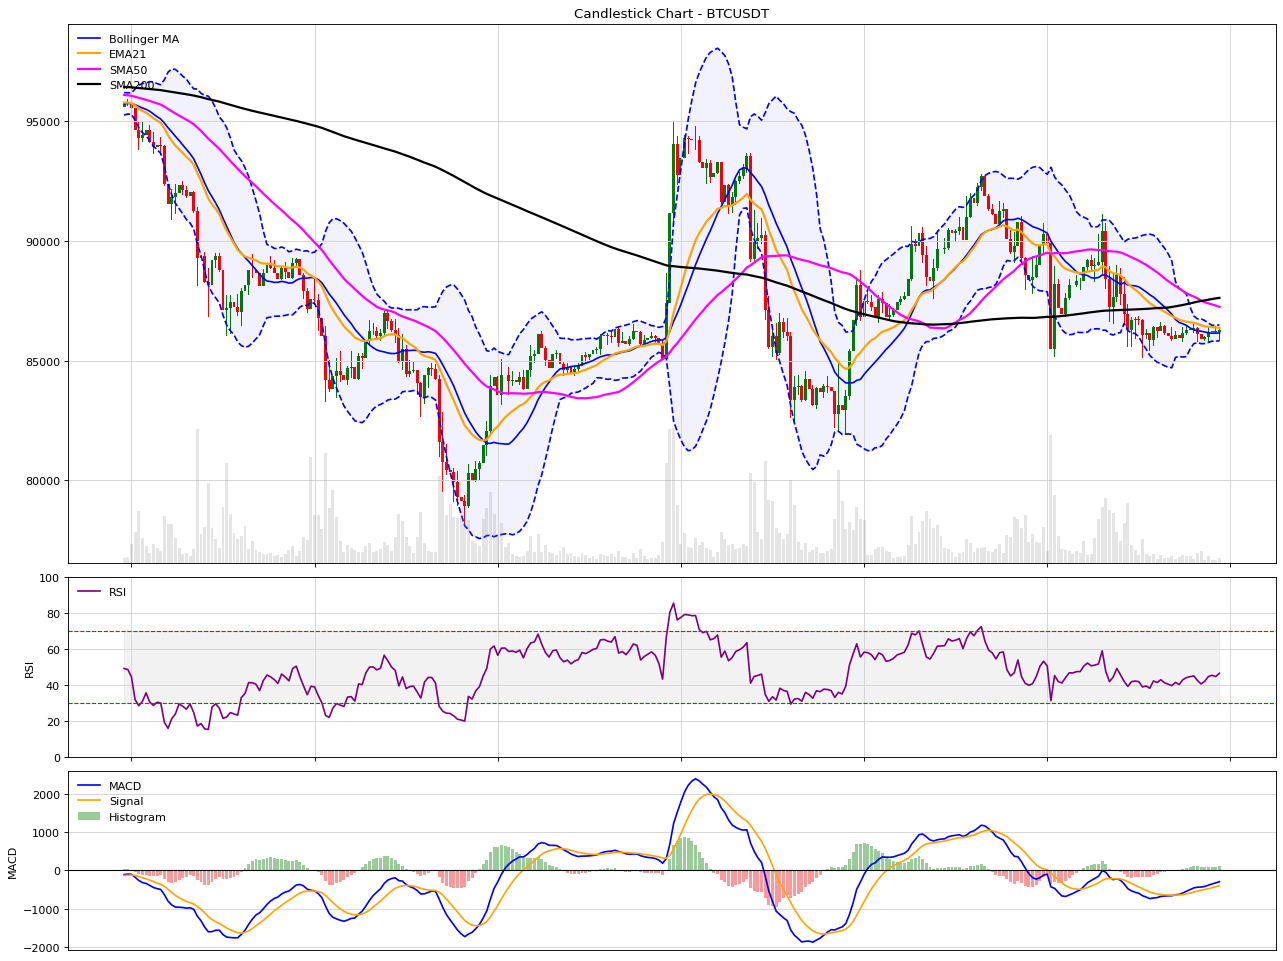 Candlestick Chart - BTCUSDT
Bollinger MA
EMA21
SMA50
SMA200
95000
90000
85000
80000
100
80
60
40
20
0
RSI
RSI
2000
1000
0
−1000
−2000
MACD
MACD
Signal
Histogram